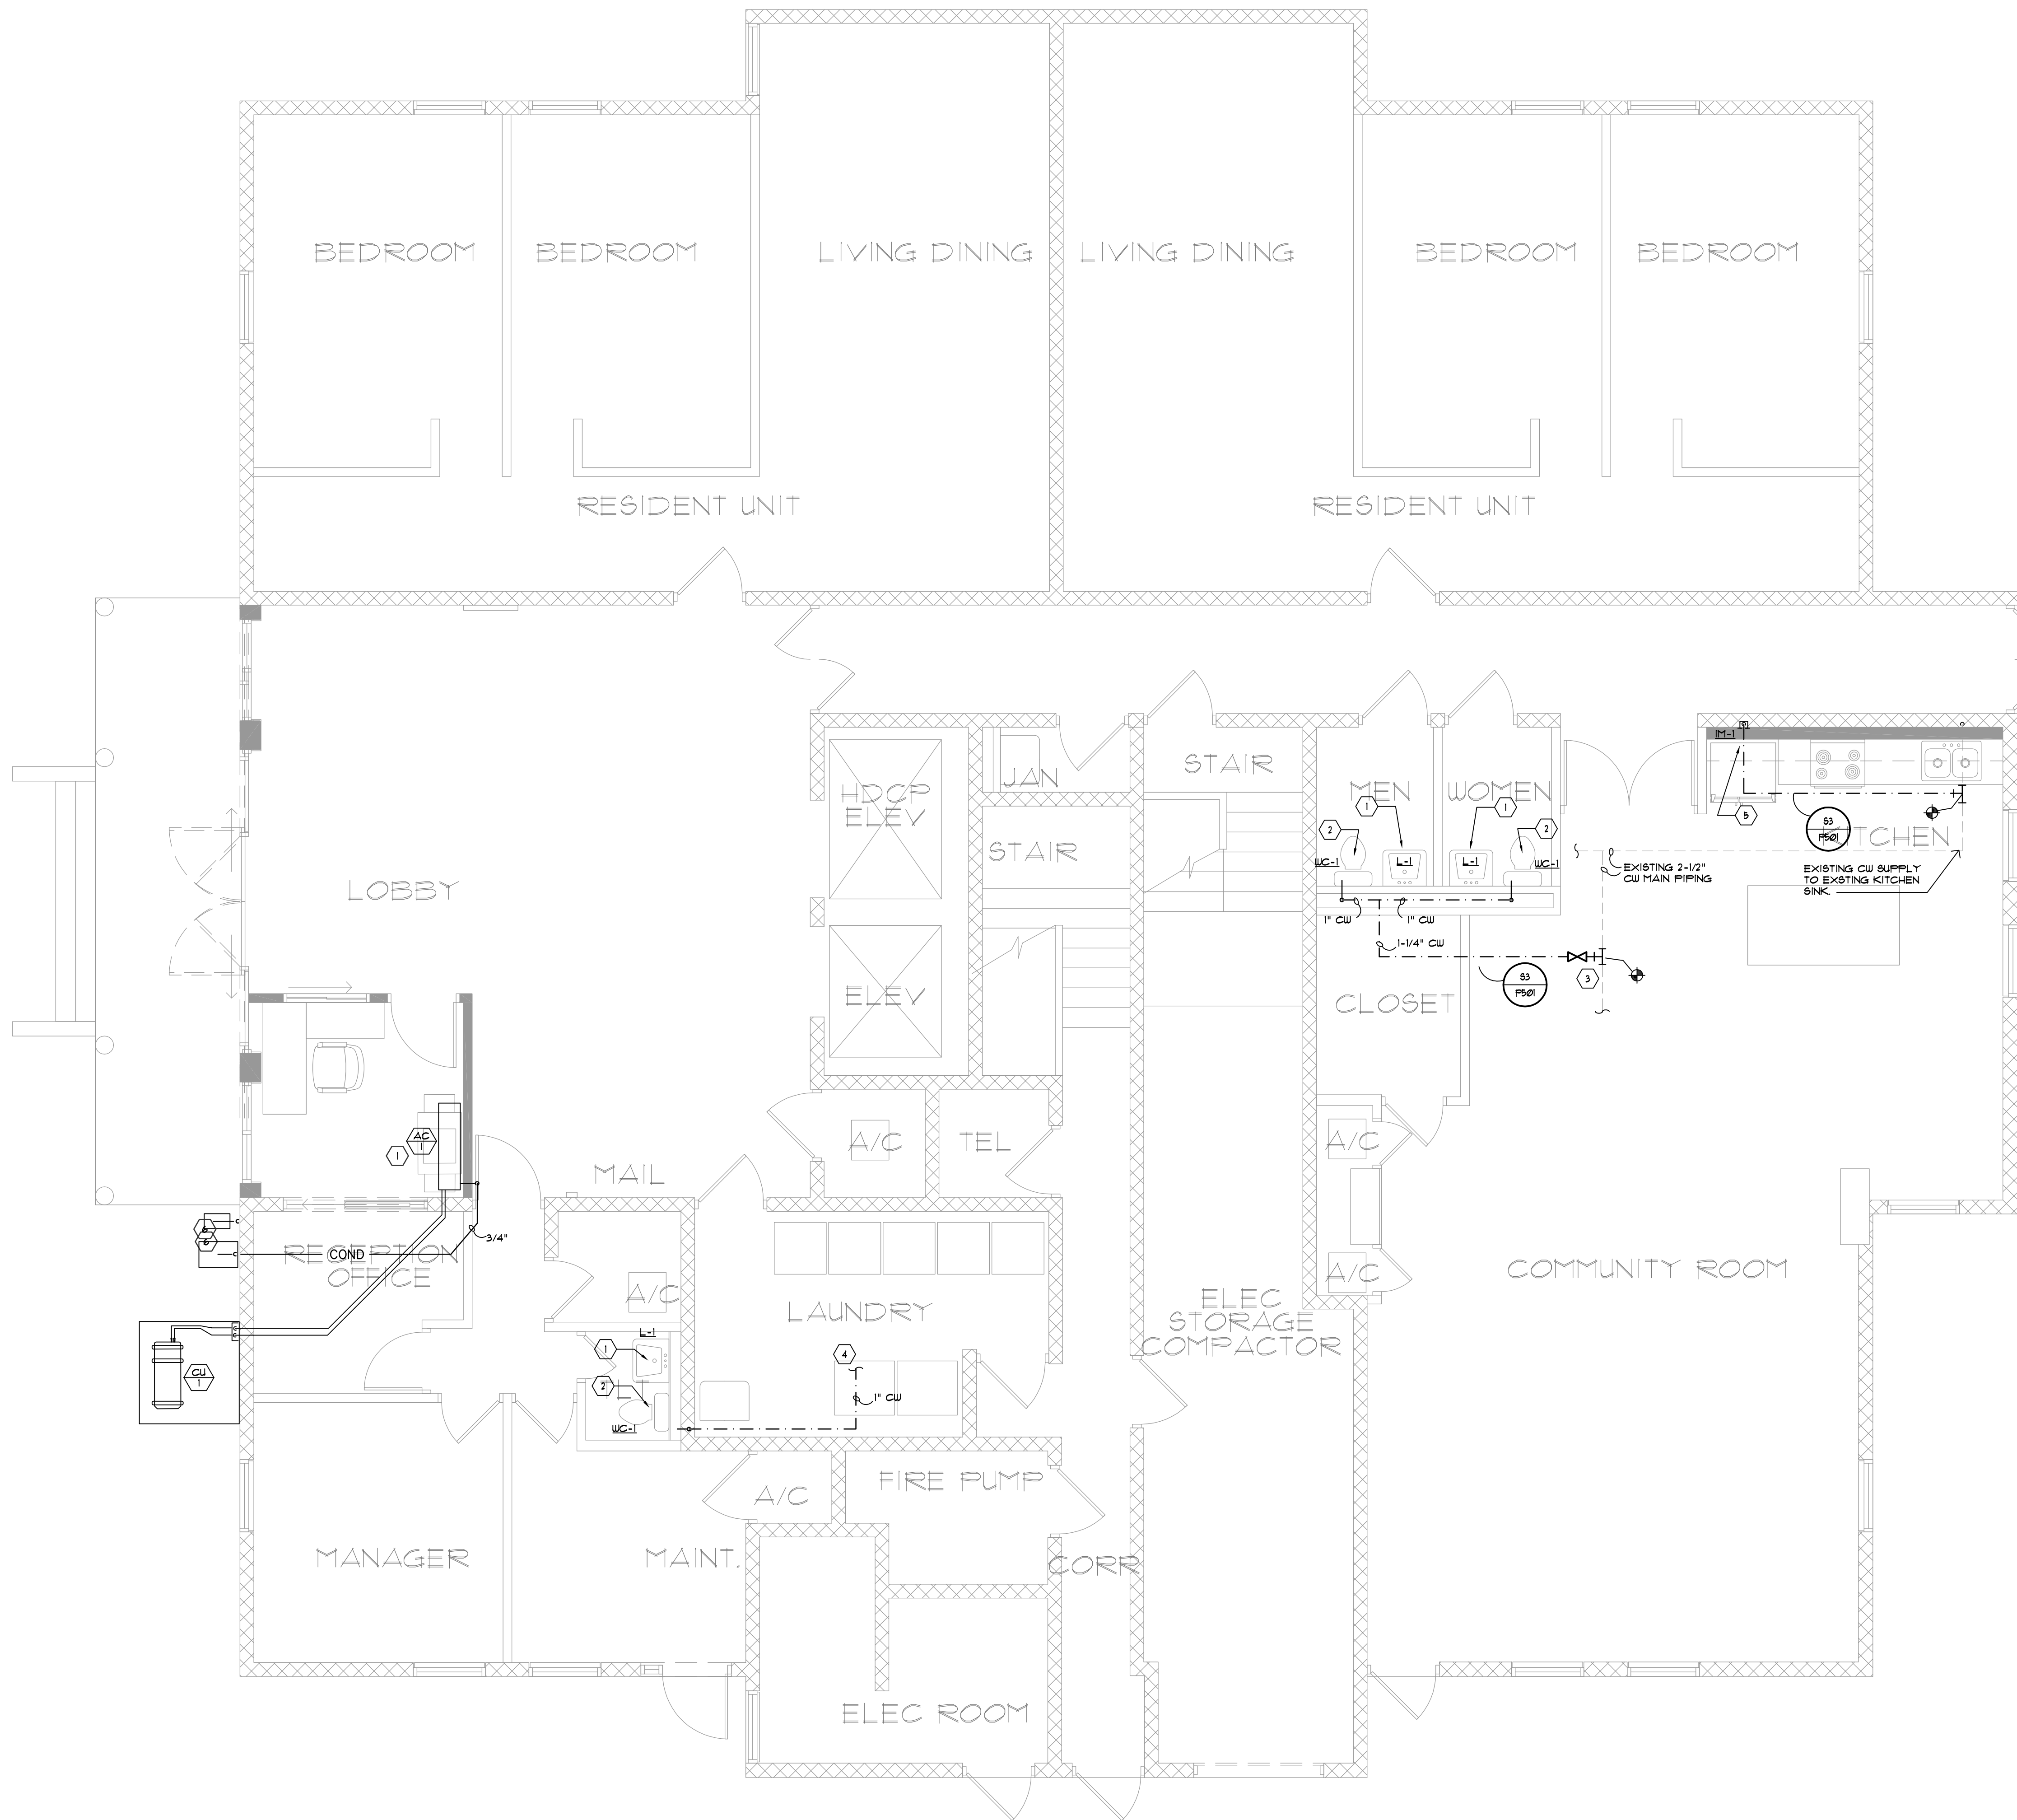 BEDROOM
BEDROOM
LIVING DINING
LIVING DINING
BEDROOM
BEDROOM
RESIDENT UNIT
RESIDENT UNIT
IM-1
STAIR
JAN
HDCP
ELEV
MEN
WOMEN
1
1
2
2
5
S3
P501
KITCHEN
STAIR
WC-1
L-1
L-1
WC-1
EXISTING 2-1/2"
CW MAIN PIPING
EXISTING CW SUPPLY
TO EXSTING KITCHEN
SINK.
LOBBY
1" CW
1" CW
1-1/4" CW
3
S3
P501
ELEV
CLOSET
AC
1
1
A/C
TEL
A/C
MAIL
6
6
3/4"
COND
RECEPTION
OFFICE
A/C
A/C
COMMUNITY ROOM
LAUNDRY
ELEC
STORAGE
COMPACTOR
L-1
1
4
CU
1
2
1" CW
WC-1
FIRE PUMP
A/C
MANAGER
MAINT.
CORR
ELEC ROOM